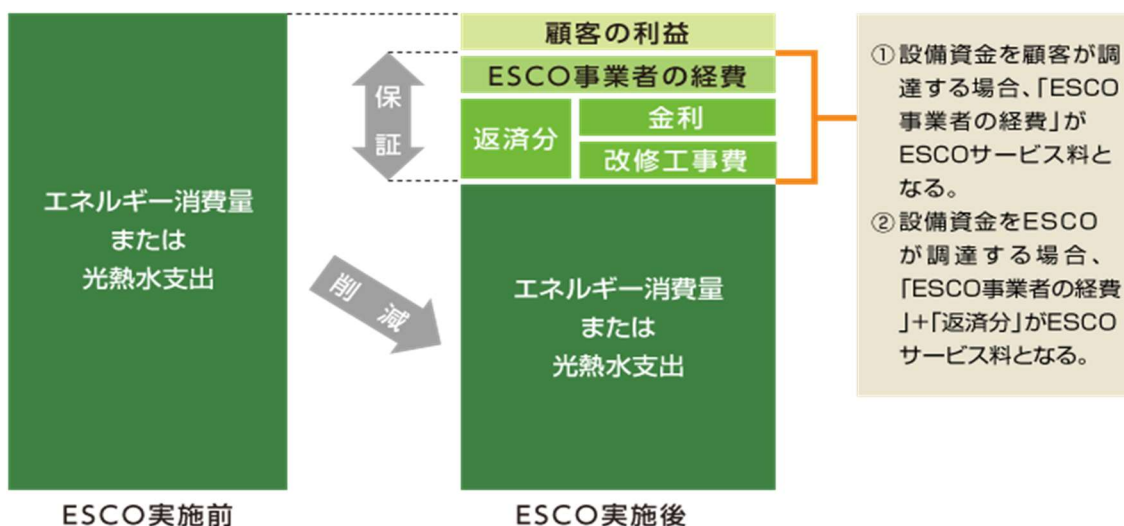 エネルギー消費量
または
光熱水支出
ESCO実施前
削減
保証
顧客の利益
ESCO事業者の経費
返済分
金利
改修工事費
エネルギー消費量
または
光熱水支出
ESCO実施後
①設備資金を顧客が調
達する場合、「ESCO
事業者の経費」が
ESCOサービス料と
なる。
②設備資金をESCO
が調達する場合、
「ESCO事業者の経費
」+「返済分」がESCO
サービス料となる。